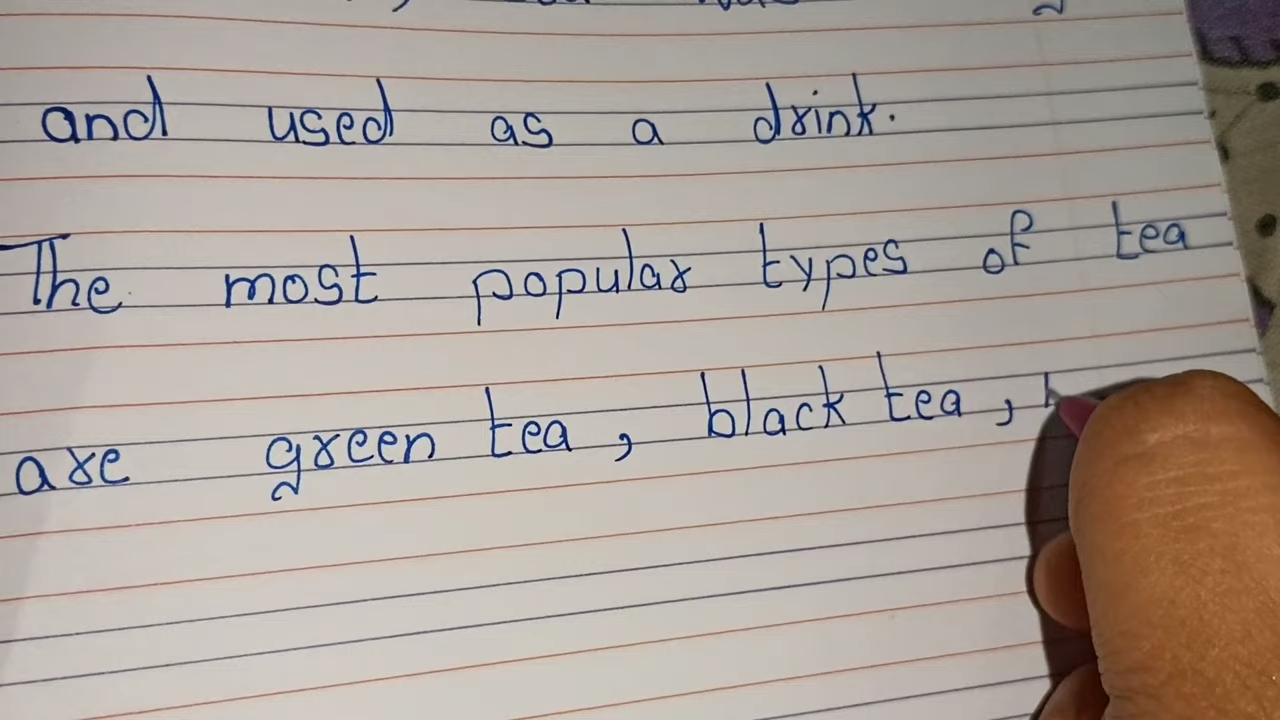 and used as a drink.
The most popular types of tea
are green tea, black tea,